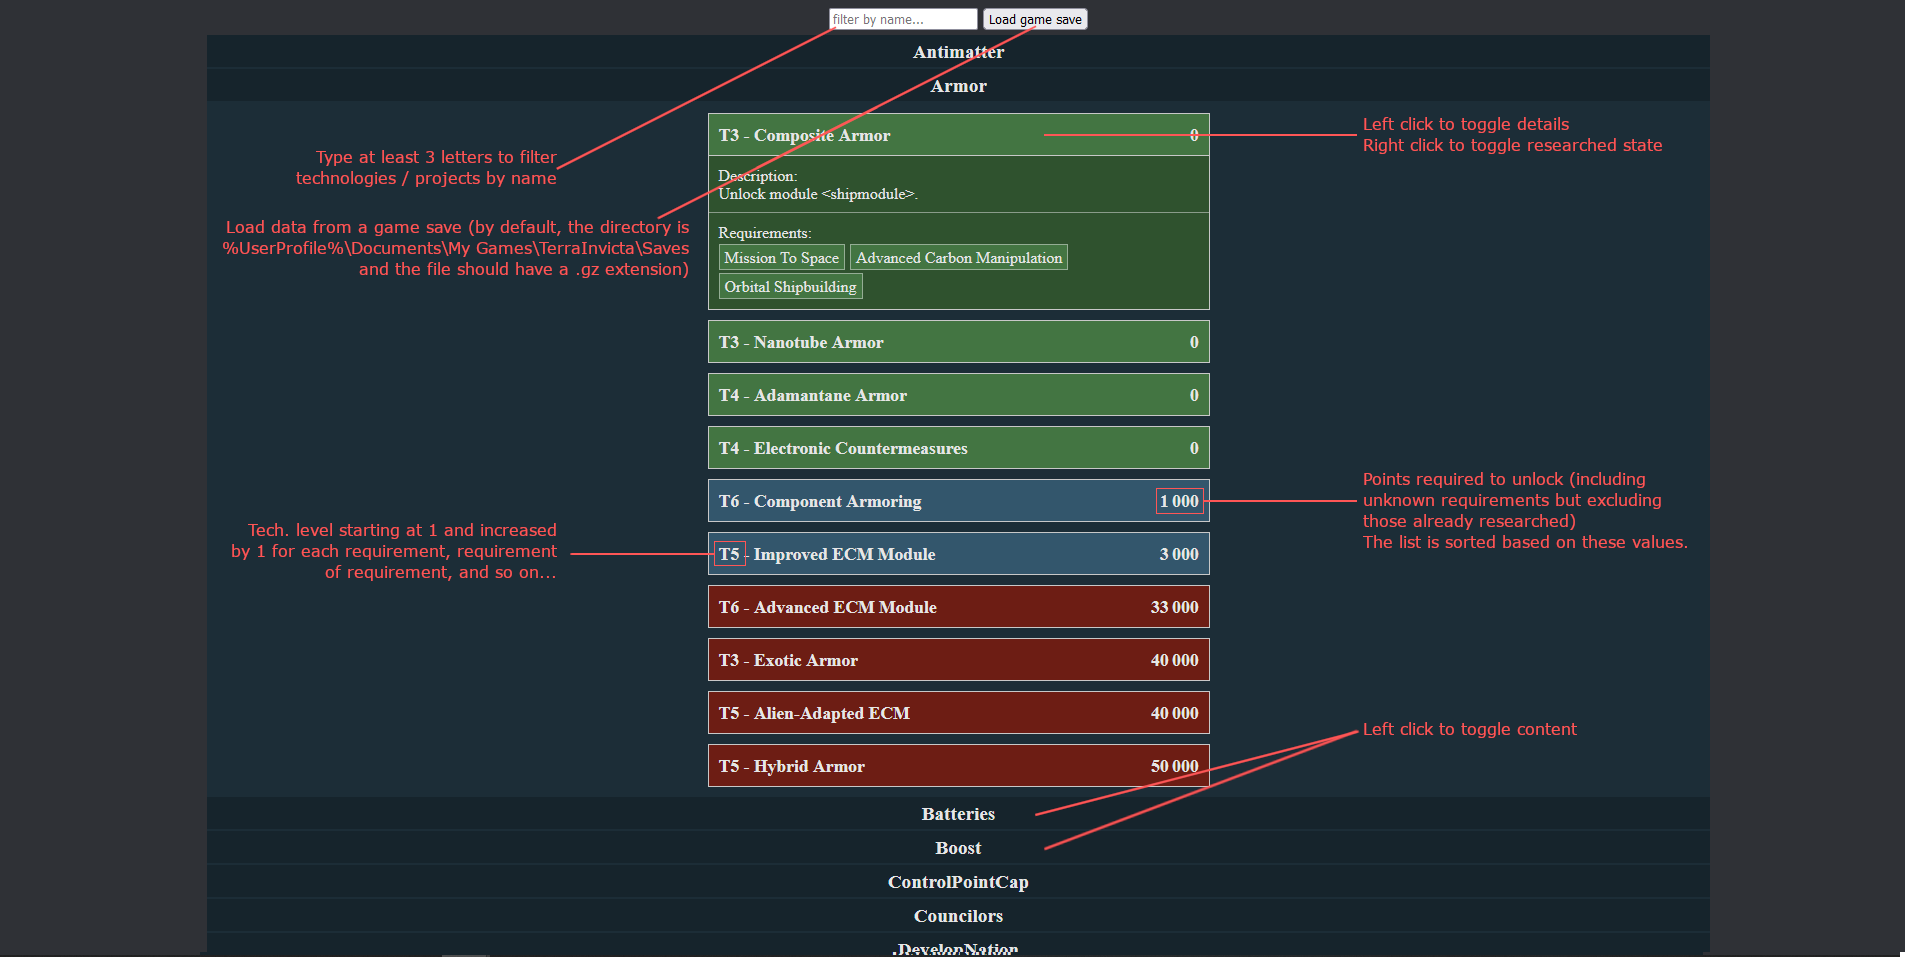 filter by name...
Load game save
Antimatter
Armor
T3 - Composite Armor 0
Left click to toggle details
Right click to toggle researched state
Type at least 3 letters to filter
technologies / projects by name
Description:
Unlock module <shipmodule>.
Load data from a game save (by default, the directory is
%UserProfile%\Documents\My Games\TerraInvicta\Saves
and the file should have a .gz extension)
Requirements:
Mission To Space
Advanced Carbon Manipulation
Orbital Shipbuilding
T3 - Nanotube Armor 0
T4 - Adamantane Armor 0
T4 - Electronic Countermeasures 0
T6 - Component Armoring 1 000
Points required to unlock (including
unknown requirements but excluding
those already researched)
The list is sorted based on these values.
Tech. level starting at 1 and increased
by 1 for each requirement, requirement
of requirement, and so on...
T5 - Improved ECM Module 3 000
T6 - Advanced ECM Module 33 000
T3 - Exotic Armor 40 000
T5 - Alien-Adapted ECM 40 000
Left click to toggle content
T5 - Hybrid Armor 50 000
Batteries
Boost
ControlPointCap
Councilors
DevelopNation